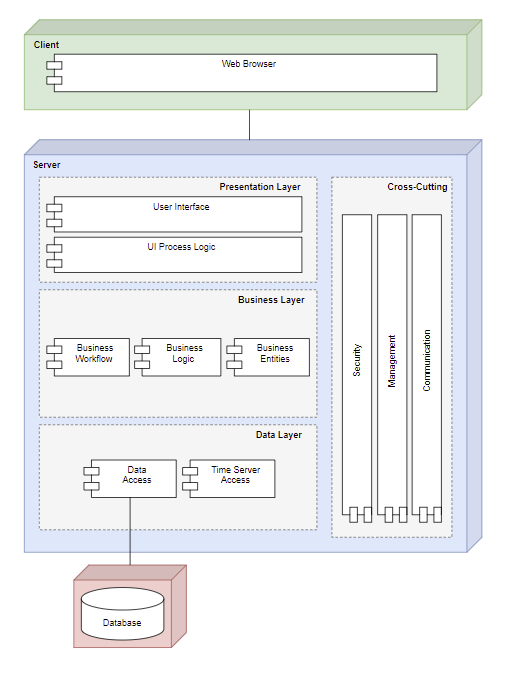 Client
Web Browser
Server
Presentation Layer
User Interface
UI Process Logic
Business Layer
Business
Workflow
Business
Logic
Business
Entities
Data Layer
Data
Access
Time Server
Access
Cross-Cutting
Security
Management
Communication
Database